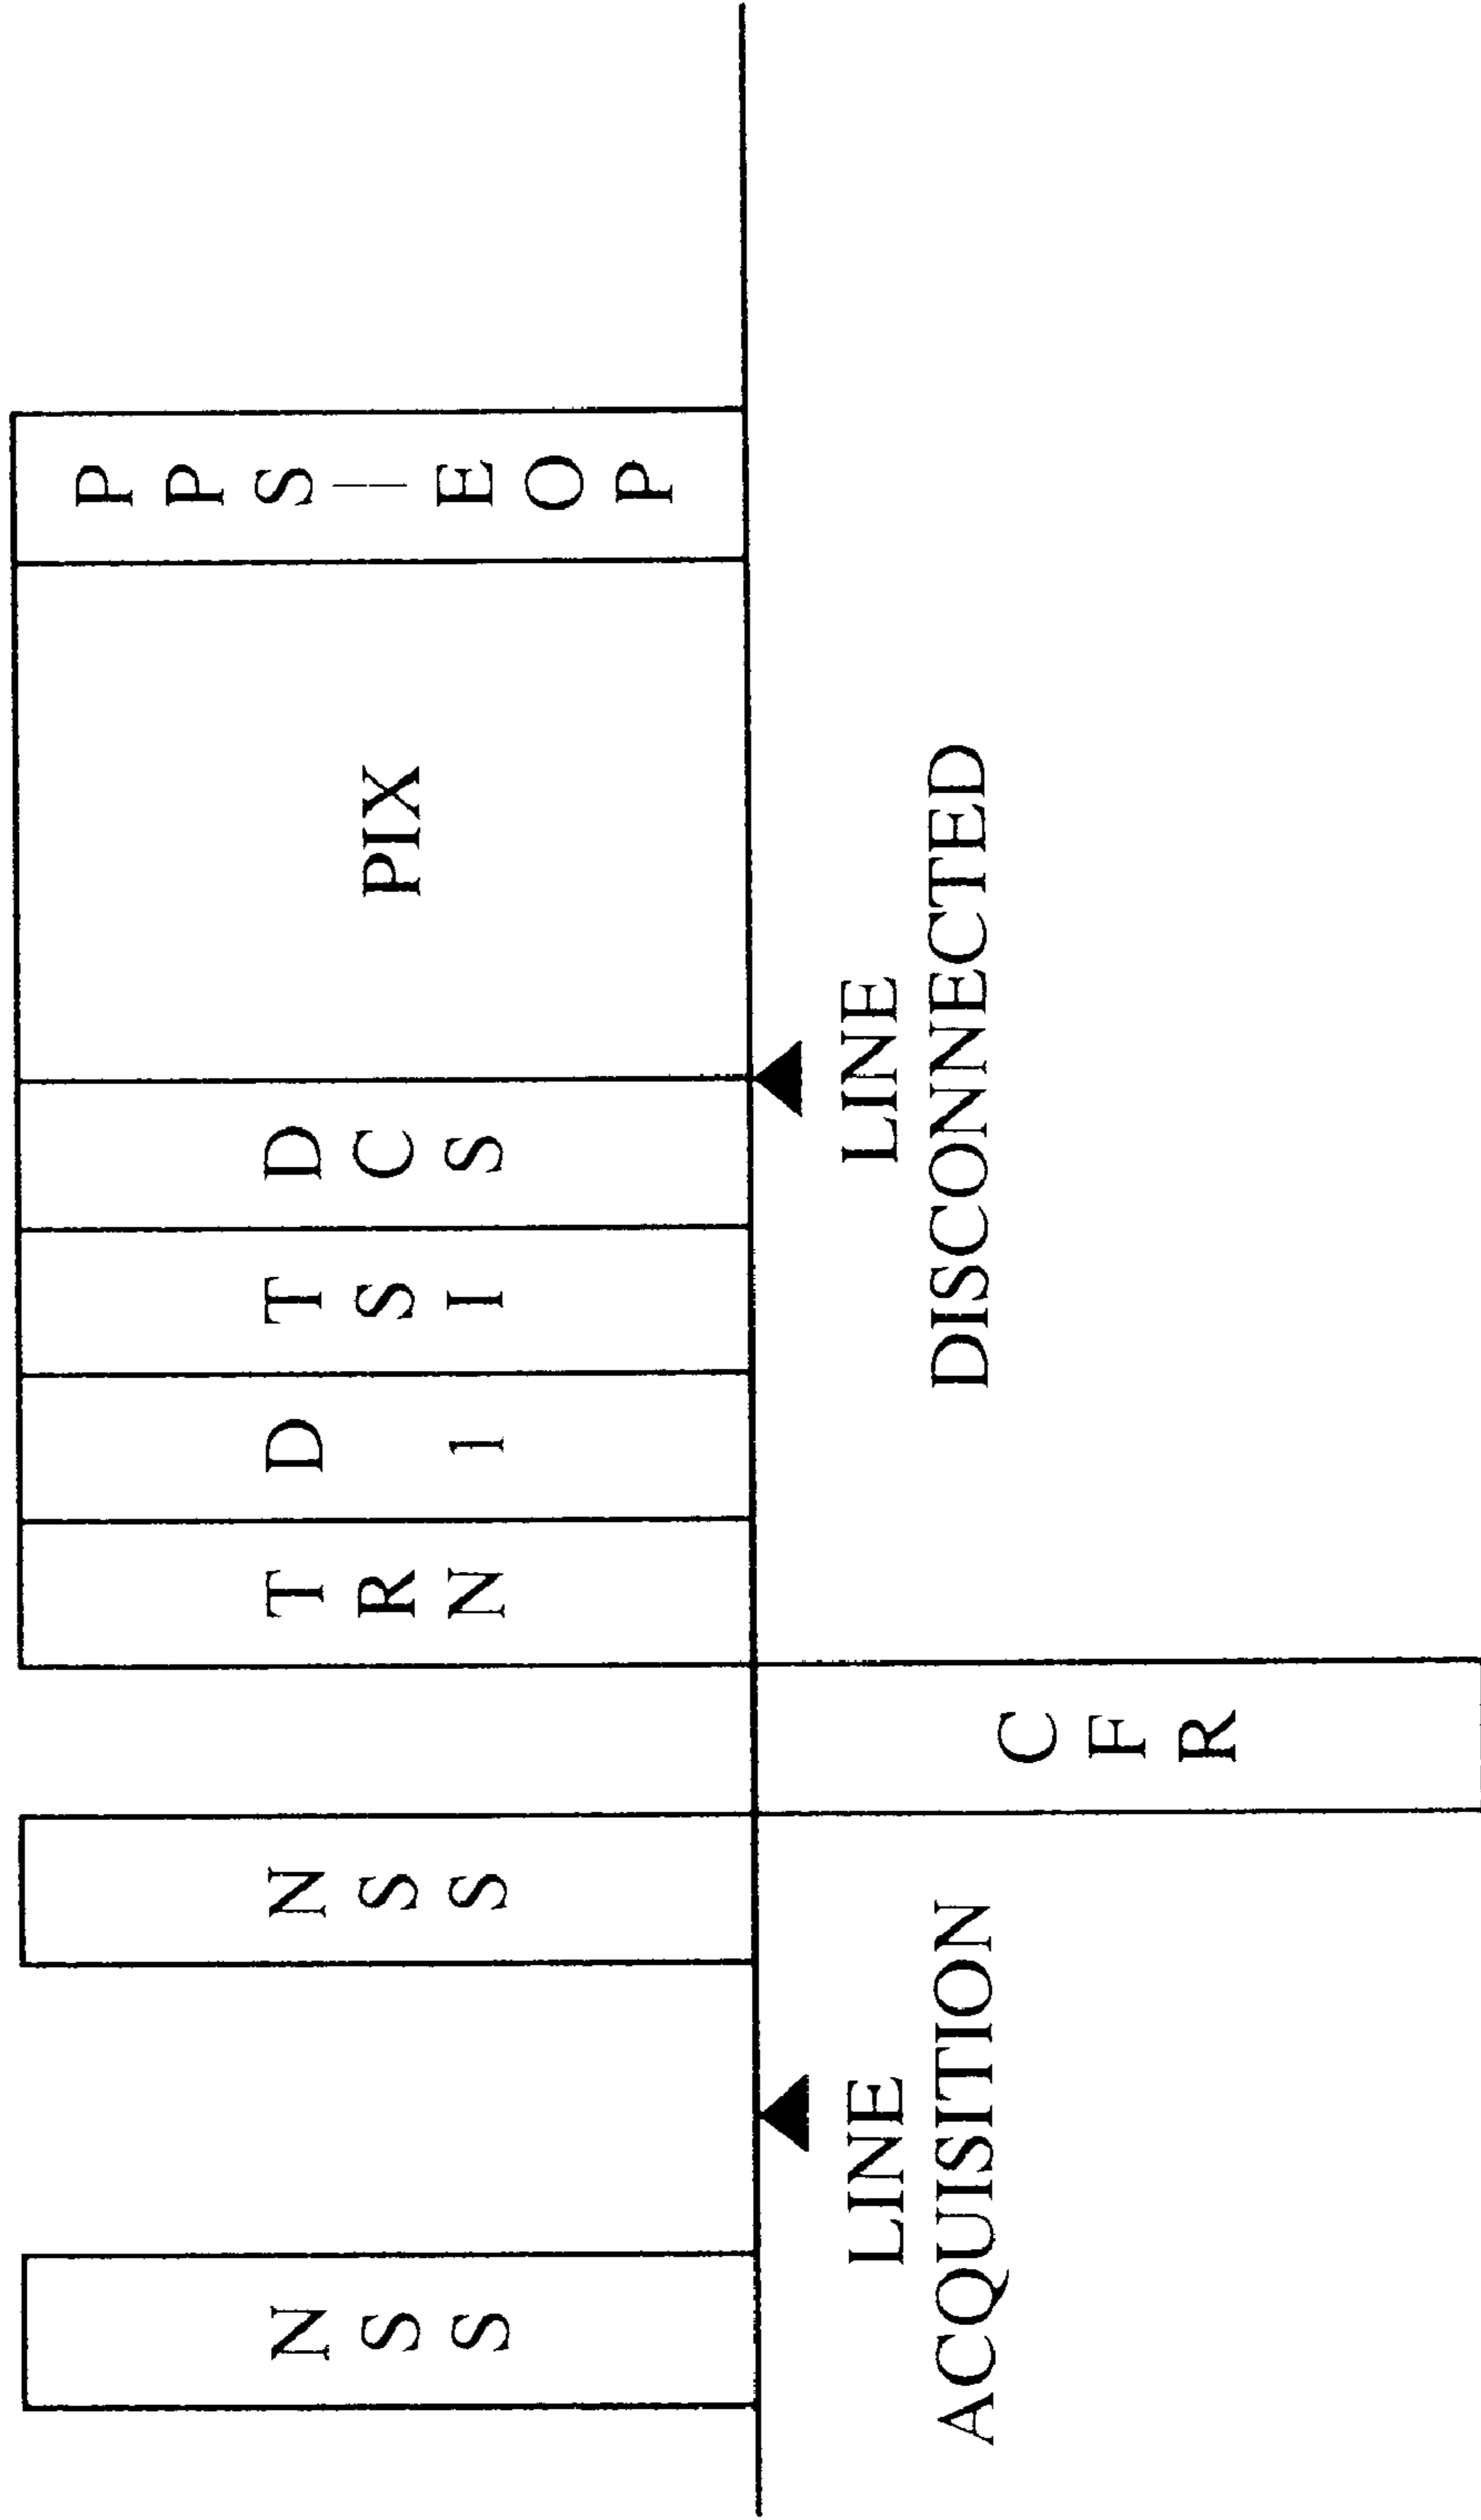 NSS
NSS
CFR
TRN
D1
TSI
DCS
PIX
PPS—EOP
LINE
ACQUISITION
LINE
DISCONNECTED